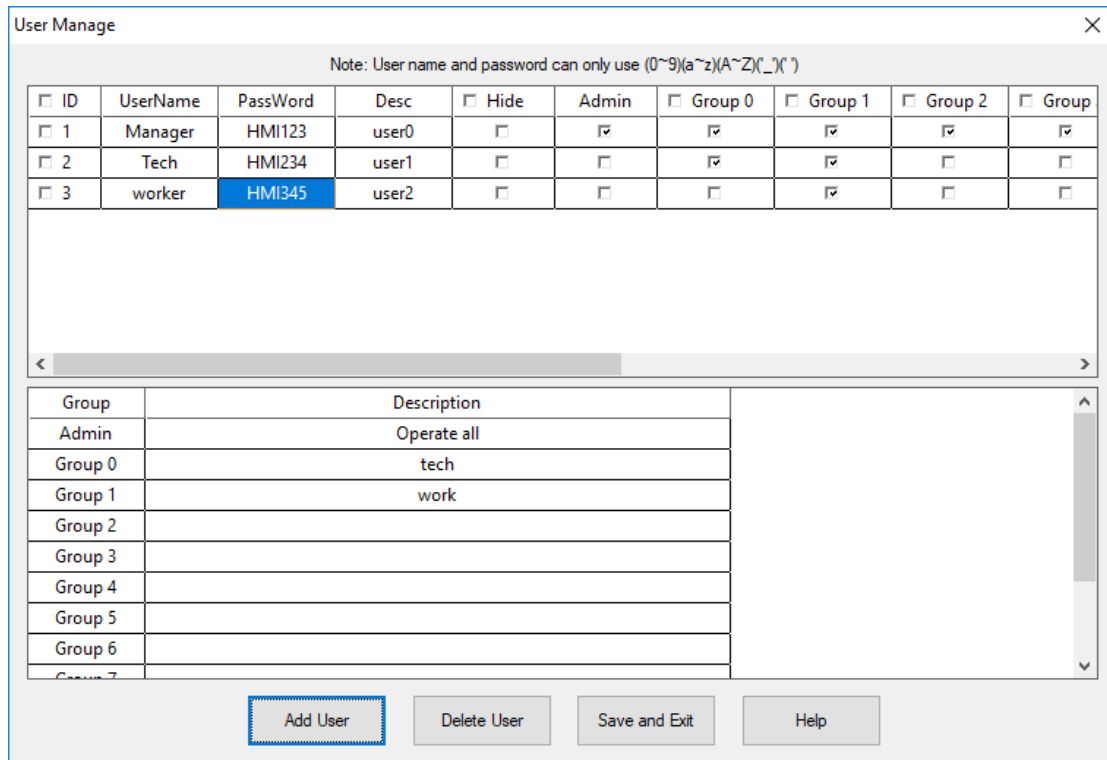 User Manage
Note: User name and password can only use (0~9)(a~z)(A~Z)('_')(' ')
ID UserName PassWord Desc Hide Admin Group 0 Group 1 Group 2 Group
1 Manager HMI123 user0
2 Tech HMI234 user1
3 worker HMI345 user2
Group Description
Admin Operate all
Group 0 tech
Group 1 work
Group 2
Group 3
Group 4
Group 5
Group 6
Group 7
Add User Delete User Save and Exit Help